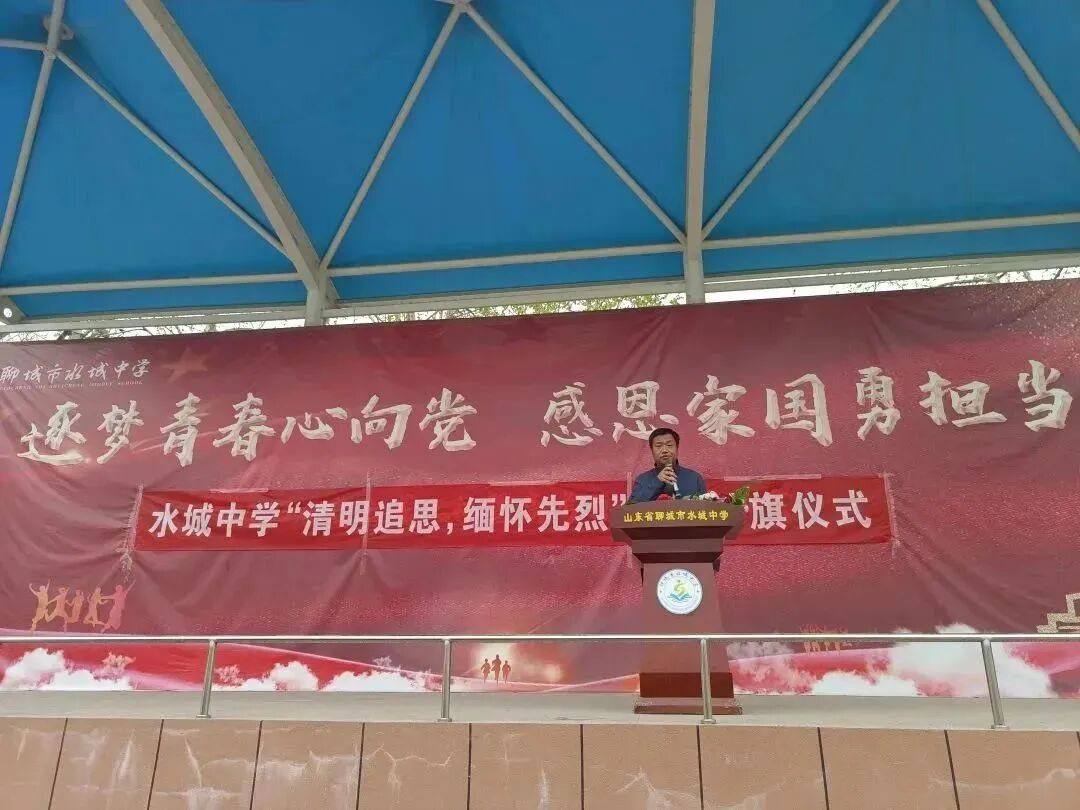 聊城市水城中学
逐梦青春心向党 感恩家国勇担当
水城中学“清明追思,缅怀先烈” 旗仪式
山东省聊城市水城中学